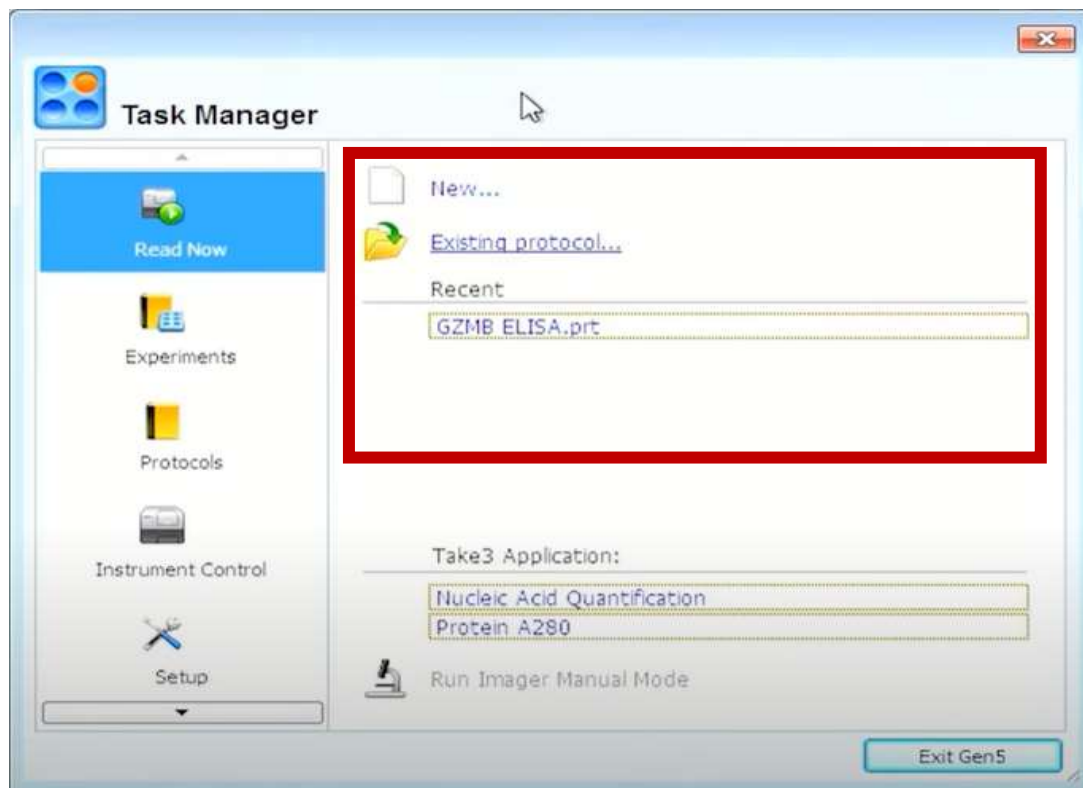 Task Manager
Read Now
Experiments
Protocols
Instrument Control
Setup
New...
Existing protocol...
Recent
GZMB ELISA.prt
Take3 Application:
Nucleic Acid Quantification
Protein A280
Run Imager Manual Mode
Exit Gen5